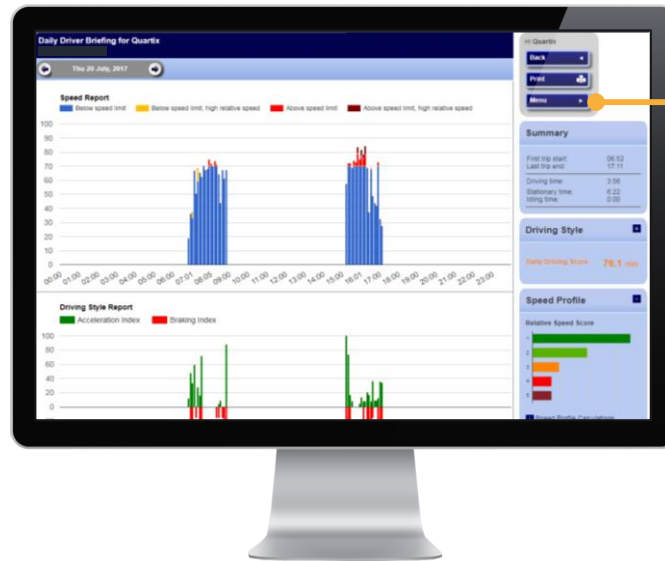 Daily Driver Briefing for Quartix
Thu 20 July, 2017
Speed Report
Below speed limit
Below speed limit, high relative speed
Above speed limit
Above speed limit, high relative speed
100
90
80
70
60
50
40
30
20
10
0
00:00 01:00 02:00 03:00 04:00 05:00 06:00 07:01 08:05 09:00 10:00 11:00 12:00 13:00 14:00 15:00 16:01 17:00 18:00 19:00 20:00 21:00 22:00 23:00
Driving Style Report
Acceleration Index
Braking Index
100
80
60
40
20
0
Hi Quartix
Back
Print
Menu
Summary
First trip start: 06:52
Last trip end: 17:11
Driving time: 3:56
Stationary time: 6:22
Idling time: 0:00
Driving Style
Daily Driving Score 76.1 /100
Speed Profile
Relative Speed Score
1
2
3
4
5
Speed Profile Calculations